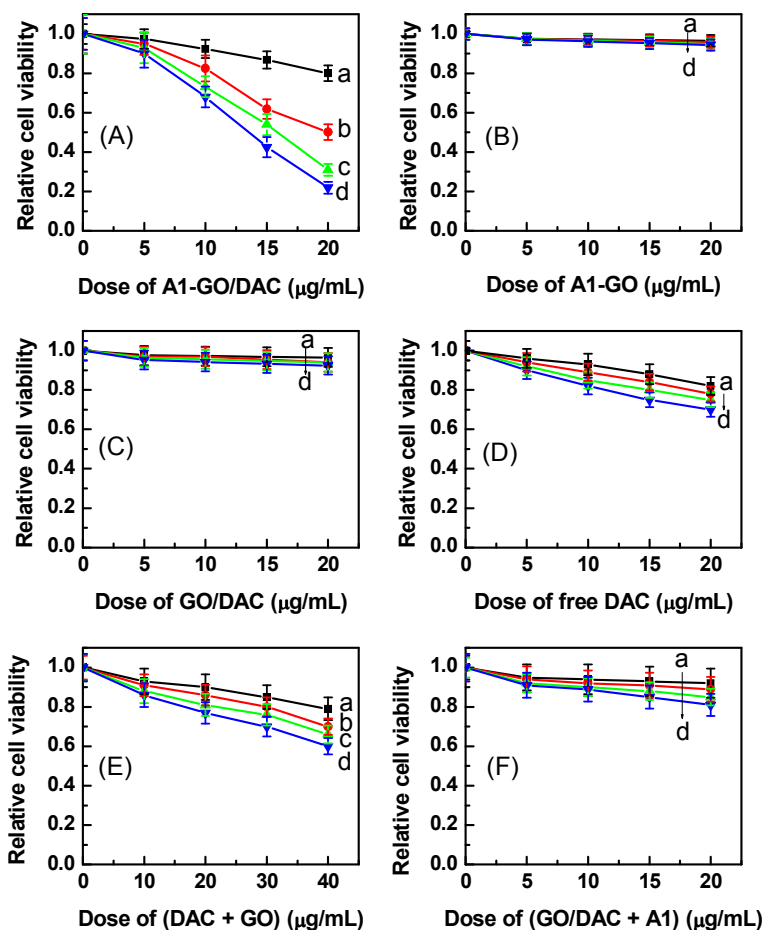 Relative cell viability
1.0
0.8
0.6
0.4
0.2
0.0
(A)
a
b
c
d
0 5 10 15 20
Dose of A1-GO/DAC (μg/mL)
Relative cell viability
1.0
0.8
0.6
0.4
0.2
0.0
(B)
a
d
0 5 10 15 20
Dose of A1-GO (μg/mL)
Relative cell viability
1.0
0.8
0.6
0.4
0.2
0.0
(C)
a
d
0 5 10 30 20
Dose of GO/DAC (μg/mL)
Relative cell viability
1.0
0.8
0.6
0.4
0.2
0.0
(D)
a
d
0 5 10 15 20
Dose of free DAC (μg/mL)
Relative cell viability
1.0
0.8
0.6
0.4
0.2
0.0
(E)
a
b
c
d
0 10 20 30 40
Dose of (DAC + GO) (μg/mL)
Relative cell viability
1.0
0.8
0.6
0.4
0.2
0.0
(F)
a
d
0 5 10 15 20
Dose of (GO/DAC + A1) (μg/mL)